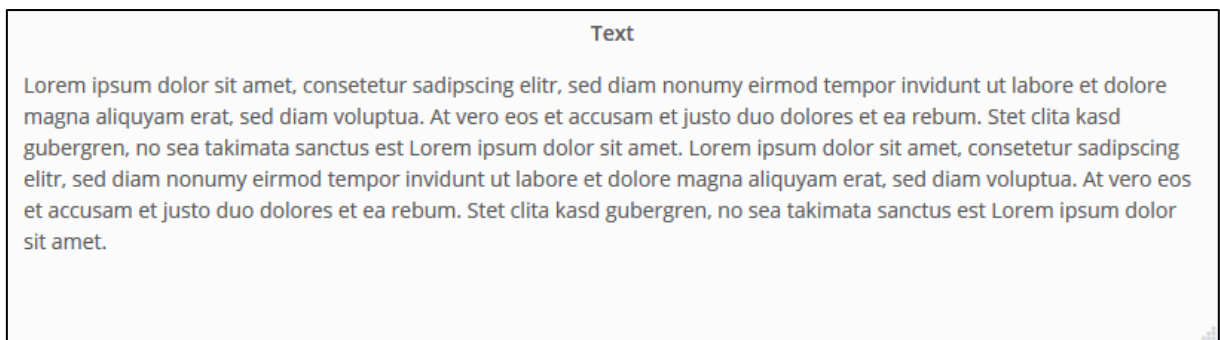 Text
Lorem ipsum dolor sit amet, consetetur sadipscing elitr, sed diam nonumy eirmod tempor invidunt ut labore et dolore
magna aliquyam erat, sed diam voluptua. At vero eos et accusam et justo duo dolores et ea rebum. Stet clita kasd
gubergren, no sea takimata sanctus est Lorem ipsum dolor sit amet. Lorem ipsum dolor sit amet, consetetur sadipscing
elitr, sed diam nonumy eirmod tempor invidunt ut labore et dolore magna aliquyam erat, sed diam voluptua. At vero eos
et accusam et justo duo dolores et ea rebum. Stet clita kasd gubergren, no sea takimata sanctus est Lorem ipsum dolor
sit amet.